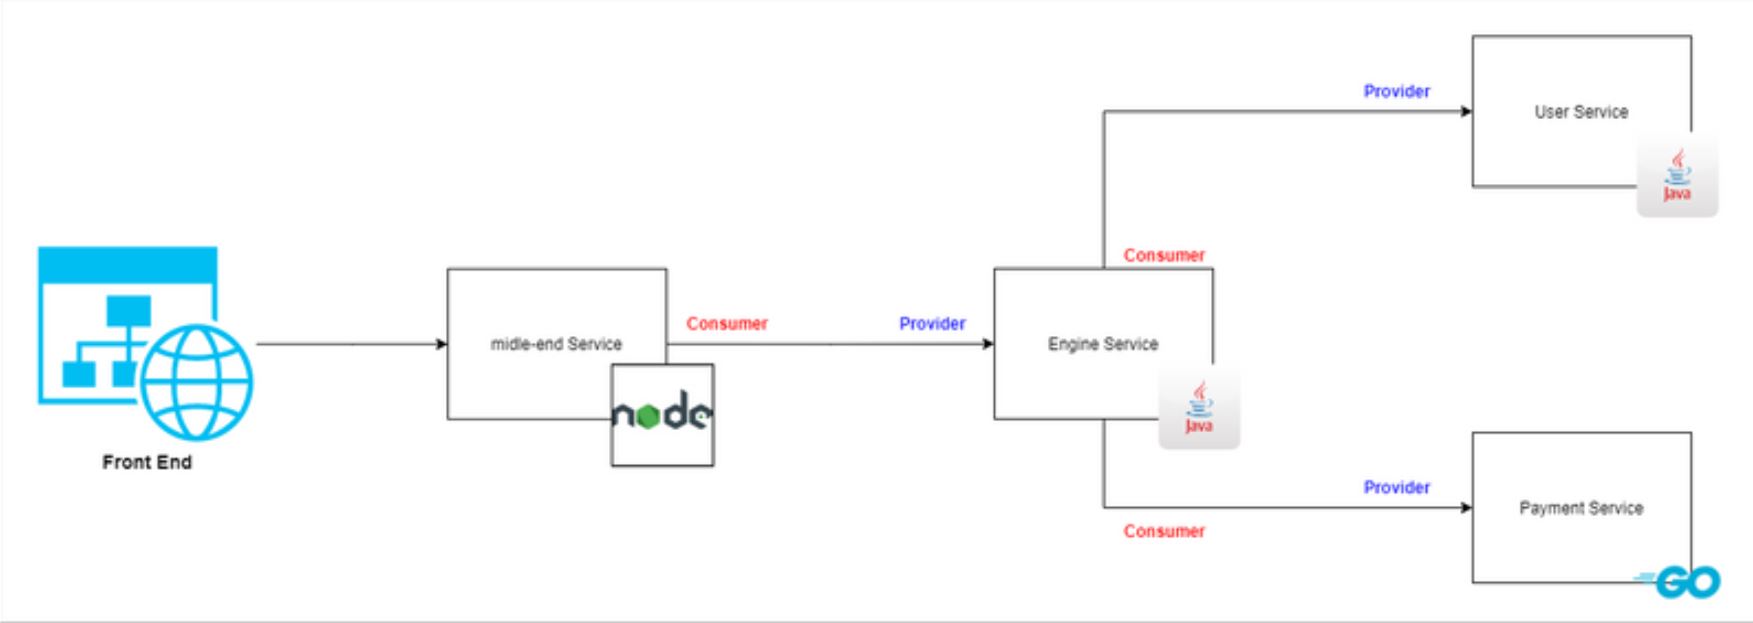 Provider
User Service
Java
Consumer
Consumer
Provider
midle-end Service
Engine Service
node
Java
Front End
Provider
Payment Service
Consumer
GO